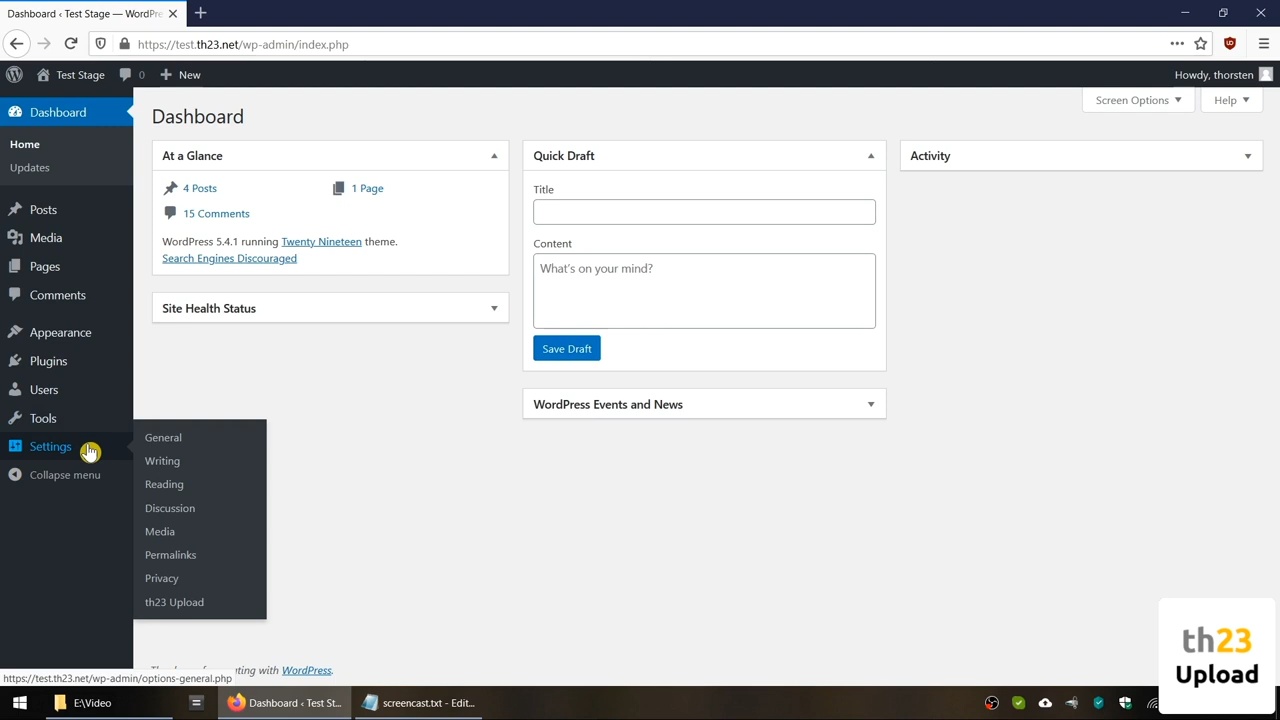 Dashboard ‹ Test Stage — WordPre
https://test.th23.net/wp-admin/index.php
Test Stage
0
New
Howdy, thorsten
Dashboard
Home
Updates
Posts
Media
Pages
Comments
Appearance
Plugins
Users
Tools
Settings
Collapse menu
General
Writing
Reading
Discussion
Media
Permalinks
Privacy
th23 Upload
Screen Options
Help
Dashboard
At a Glance
4 Posts
1 Page
15 Comments
WordPress 5.4.1 running Twenty Nineteen theme.
Search Engines Discouraged
Site Health Status
Quick Draft
Title
Content
What's on your mind?
Save Draft
WordPress Events and News
Activity
with WordPress.
https://test.th23.net/wp-admin/options-general.php
E:\Video
Dashboard ‹ Test St...
screencast.txt - Edit...
th23
Upload